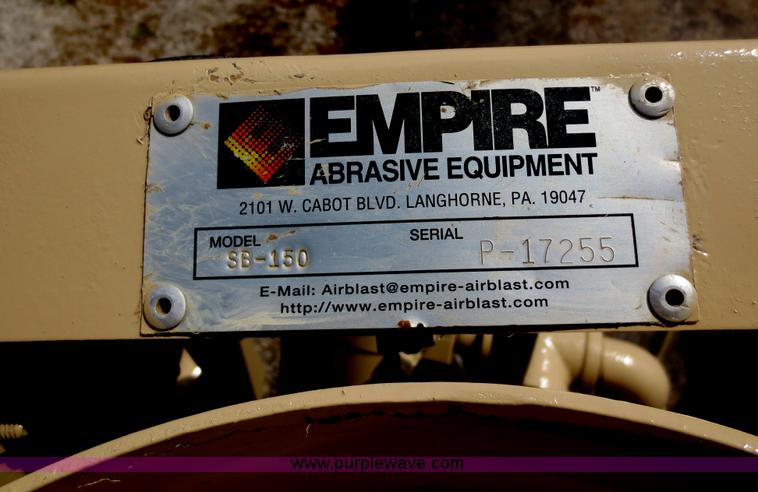 EMPIRE™
ABRASIVE EQUIPMENT
2101 W. CABOT BLVD. LANGHORNE, PA. 19047
MODEL SB-150 SERIAL P-17255
E-Mail: Airblast@empire-airblast.com
http://www.empire-airblast.com
www.purplewave.com